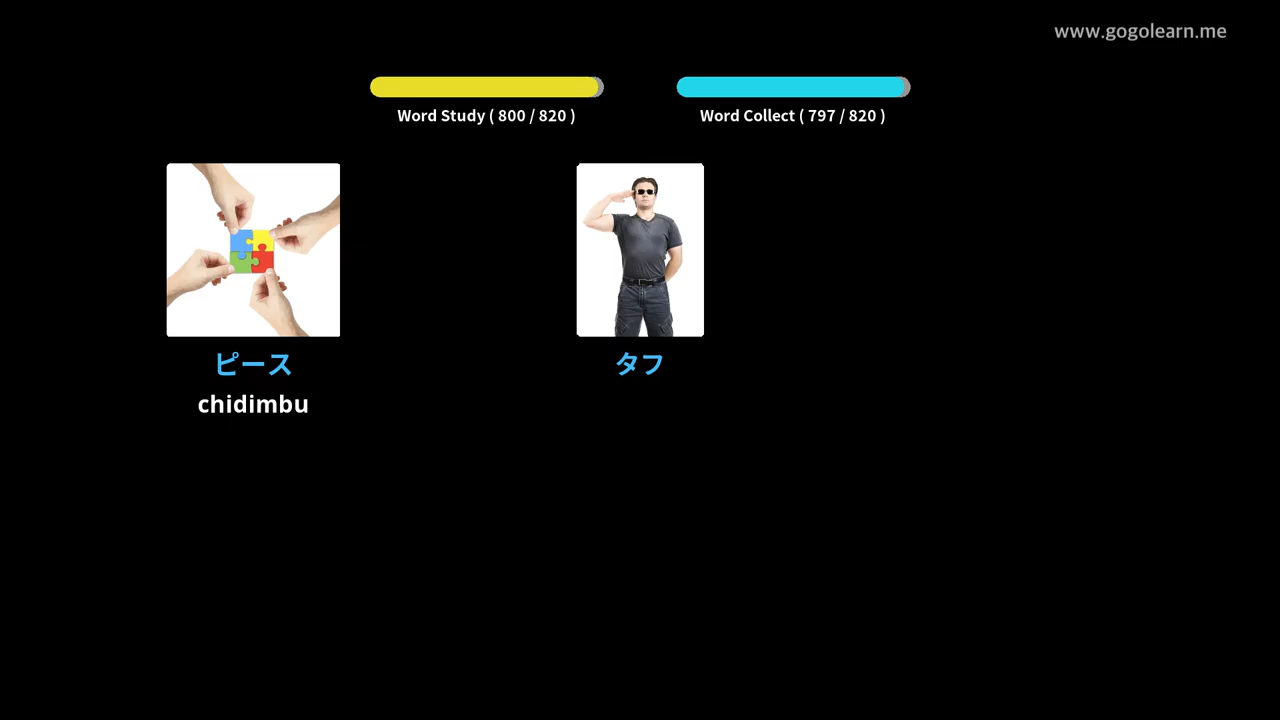 www.gogolearn.me
Word Study ( 800 / 820 )
Word Collect ( 797 / 820 )
ピース
chidimbu
タフ